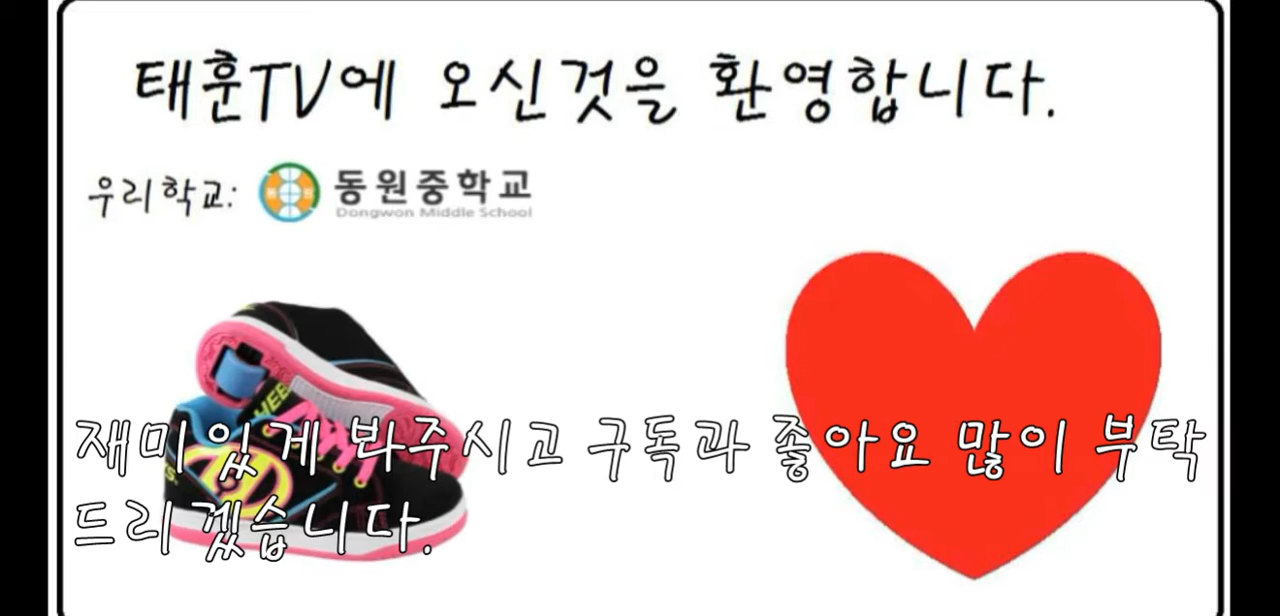 태훈TV에 오신것을 환영합니다.
우리학교: 동원중학교
Dongwon Middle School
HEE
재미있게 봐주시고 구독과 좋아요 많이 부탁
드리겠습니다.